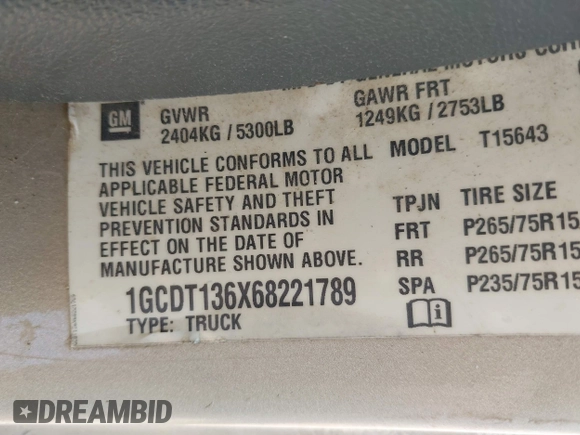 GENERAL MOTORS
GM
GVWR
2404KG / 5300LB
GAWR FRT
1249KG / 2753LB
THIS VEHICLE CONFORMS TO ALL
APPLICABLE FEDERAL MOTOR
VEHICLE SAFETY AND THEFT
PREVENTION STANDARDS IN
EFFECT ON THE DATE OF
MANUFACTURE SHOWN ABOVE.
1GCDT136X68221789
TYPE: TRUCK
MODEL T15643
TPJN TIRE SIZE
FRT P265/75R15
RR P265/75R15
SPA P235/75R15
DREAMBID